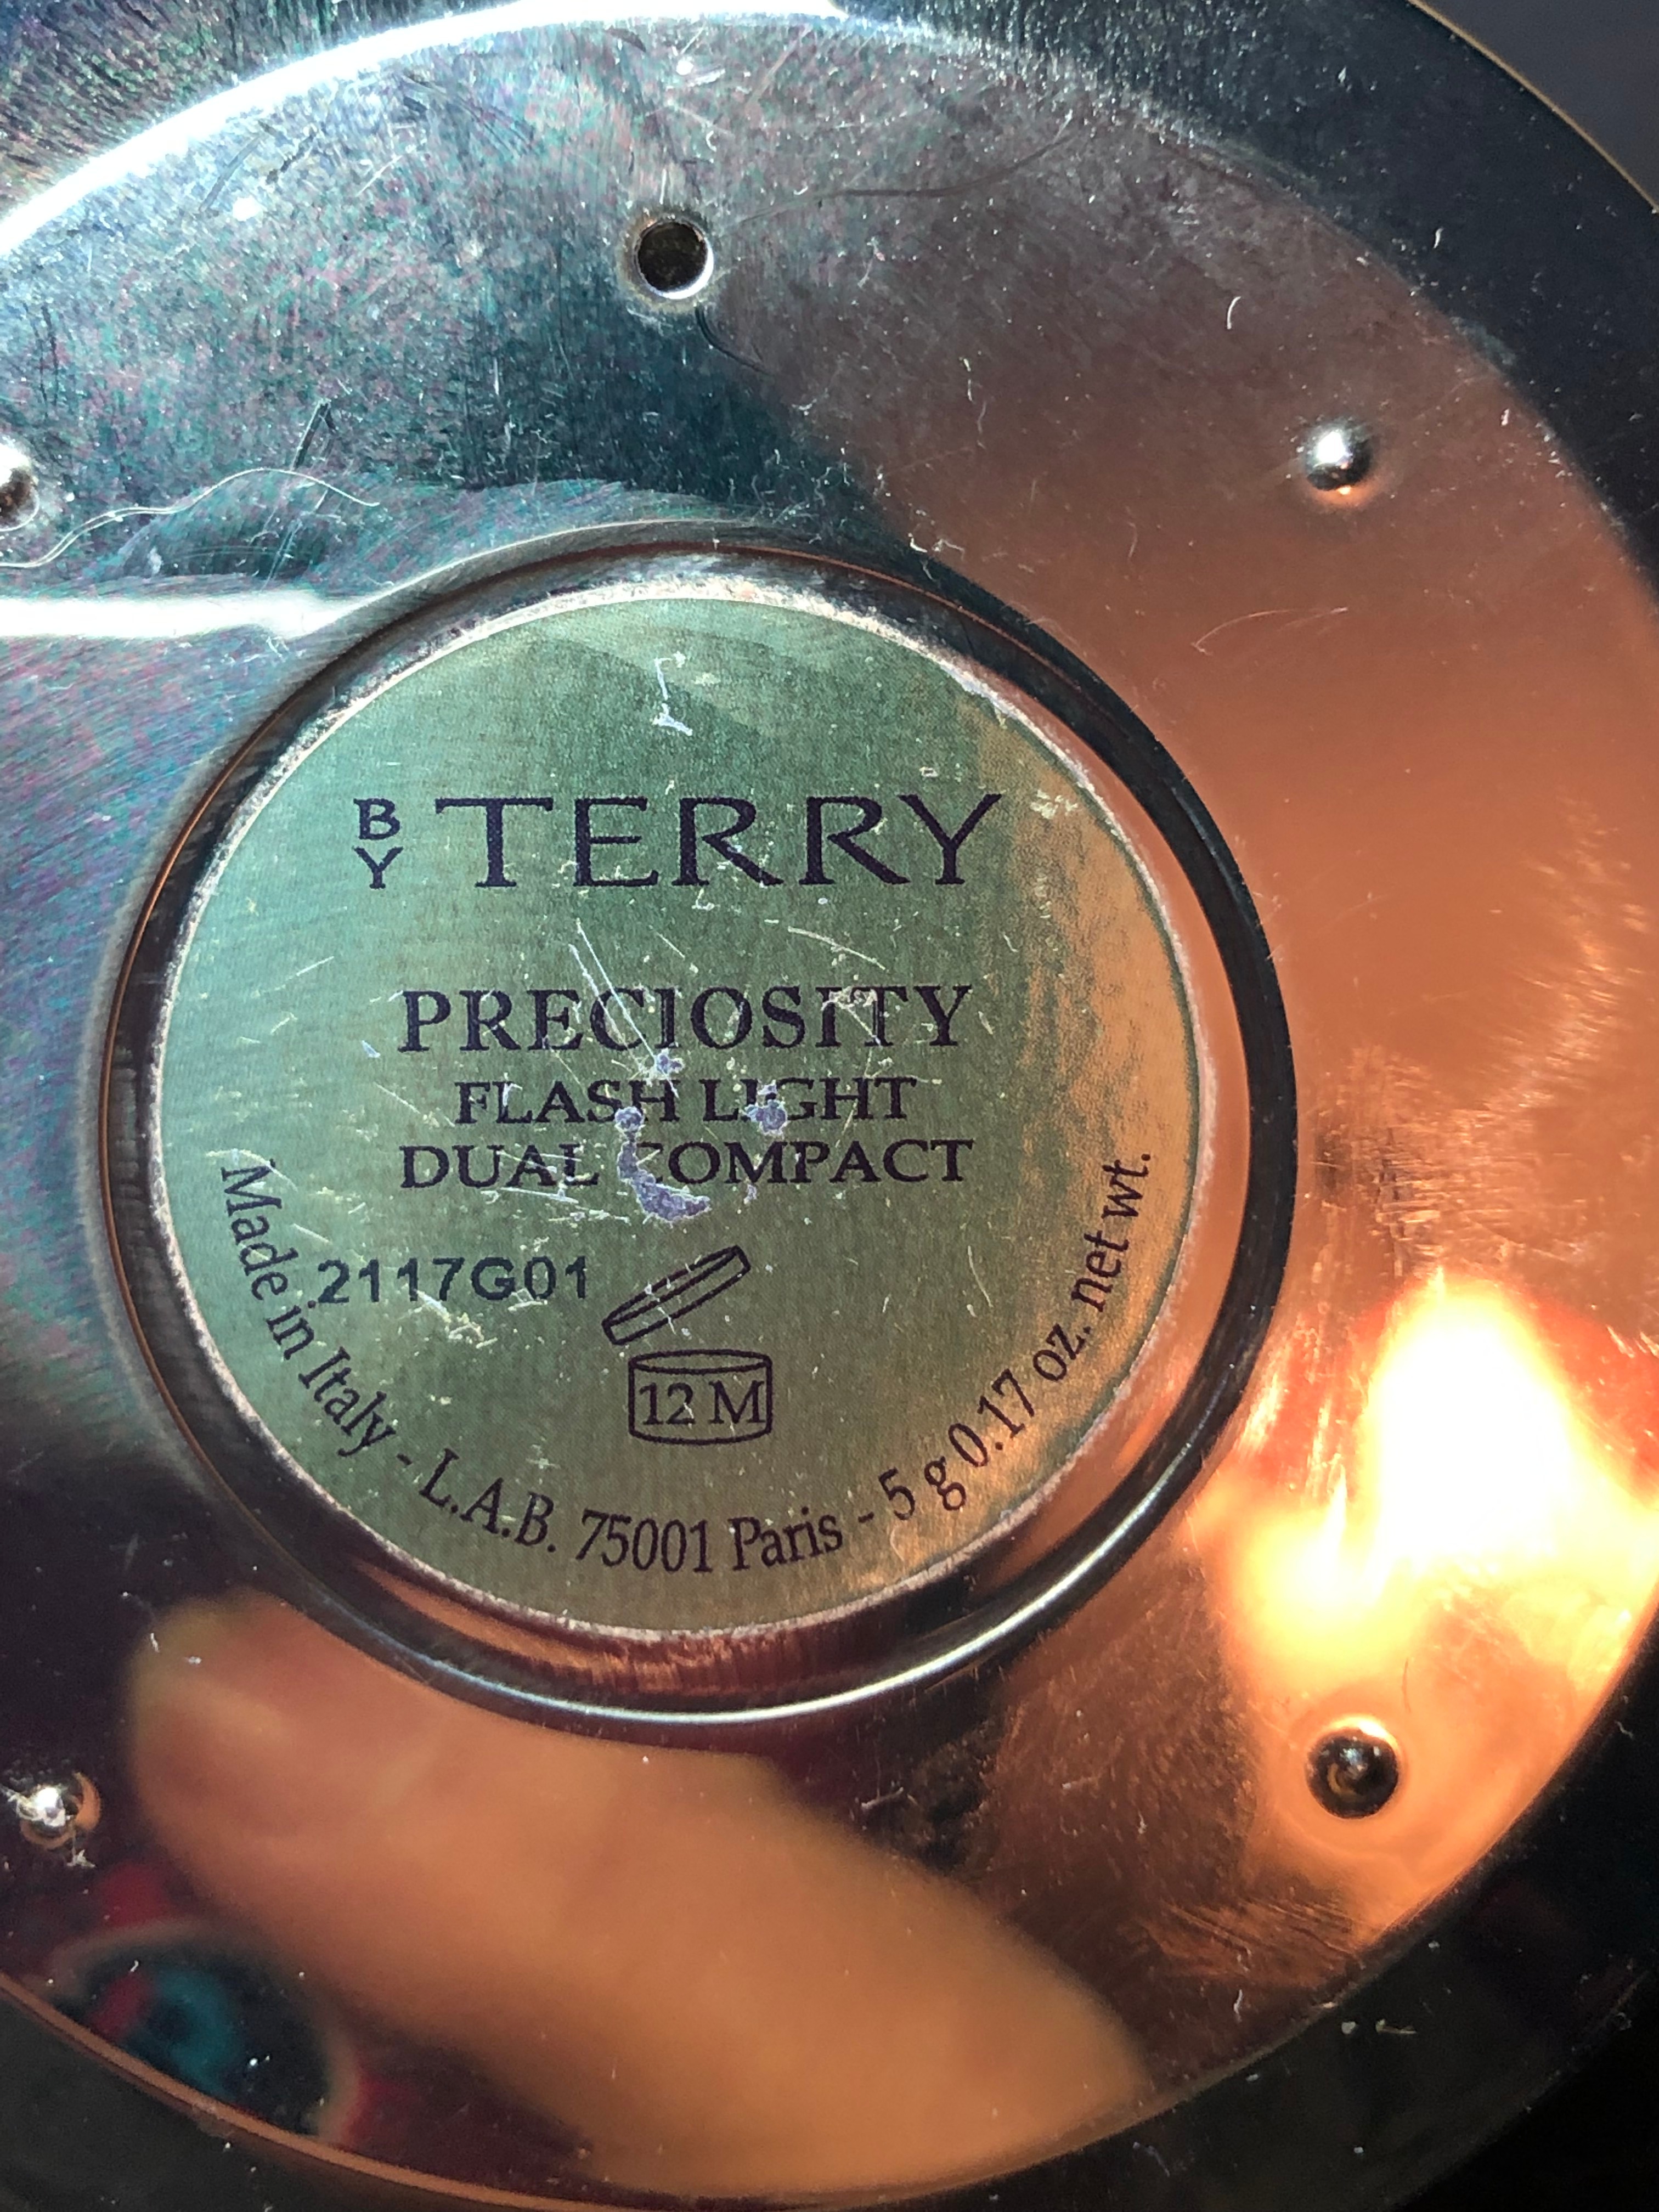 BY TERRY
PRECIOSITY
FLASH LIGHT
DUAL COMPACT
2117G01
12 M
Made in Italy - L.A.B. 75001 Paris - 5 g 0.17 oz. net wt.